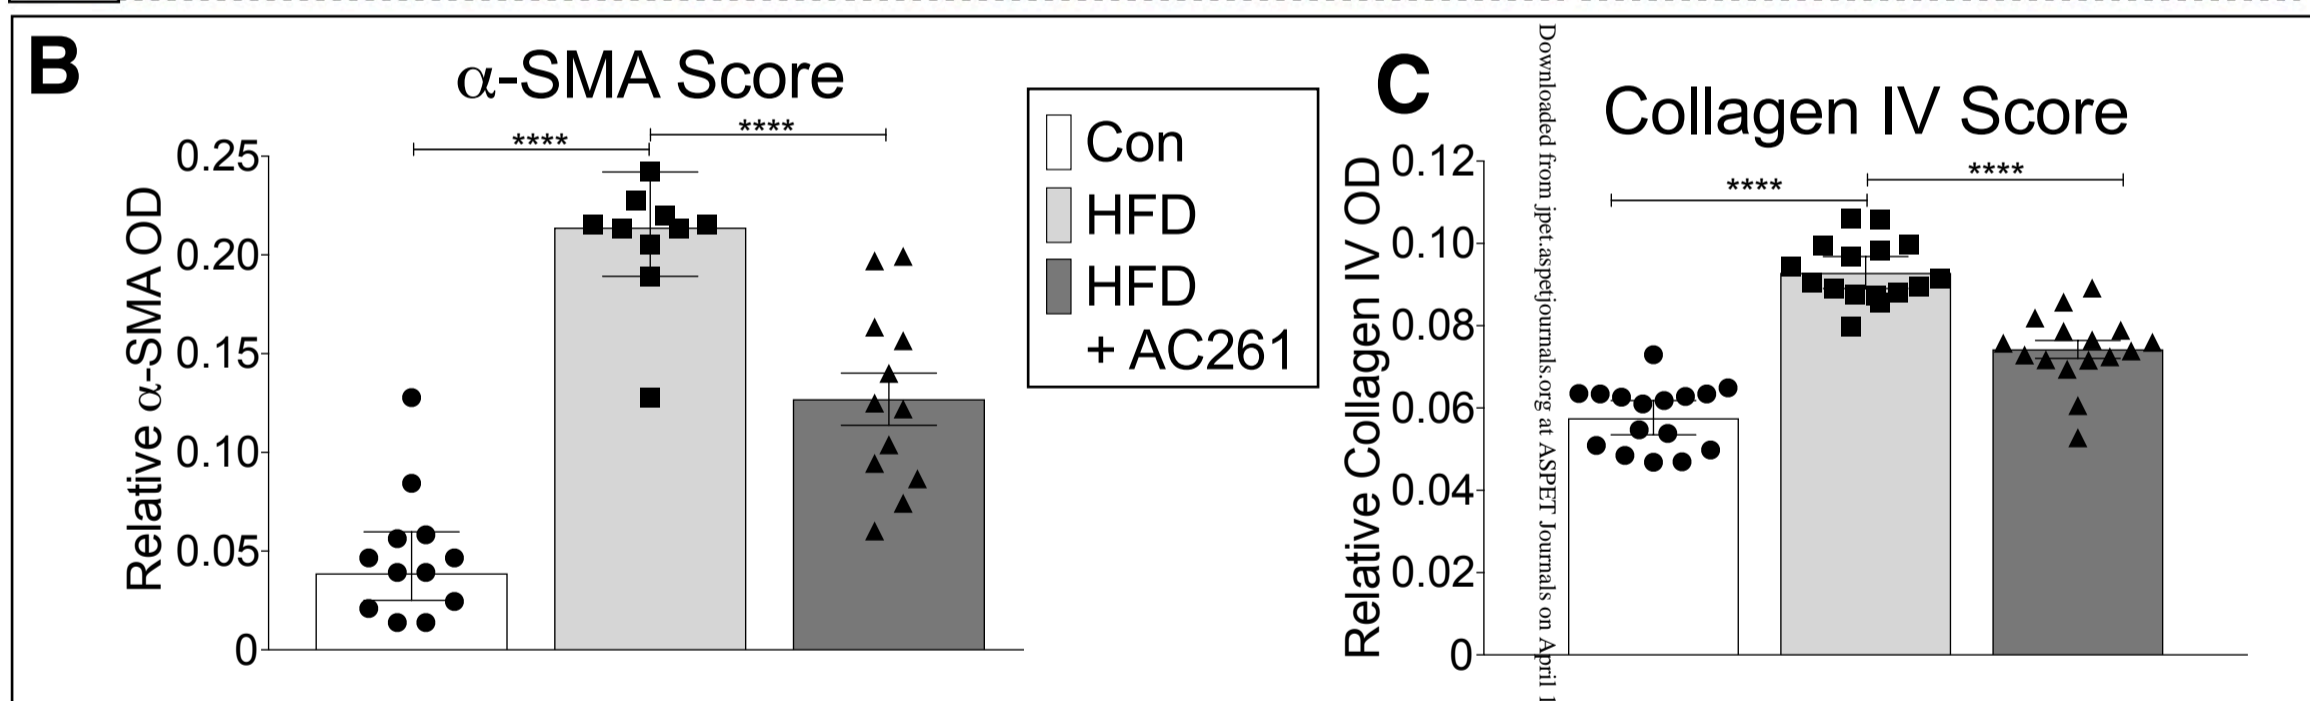 B
α-SMA Score
**** ****
Relative α-SMA OD
0.25
0.20
0.15
0.10
0.05
0
Con
HFD
HFD
+ AC261
C
Collagen IV Score
**** ****
Relative Collagen IV OD
0.12
0.10
0.08
0.06
0.04
0.02
0
Downloaded from jpet.aspetjournals.org at ASPET Journals on April 1